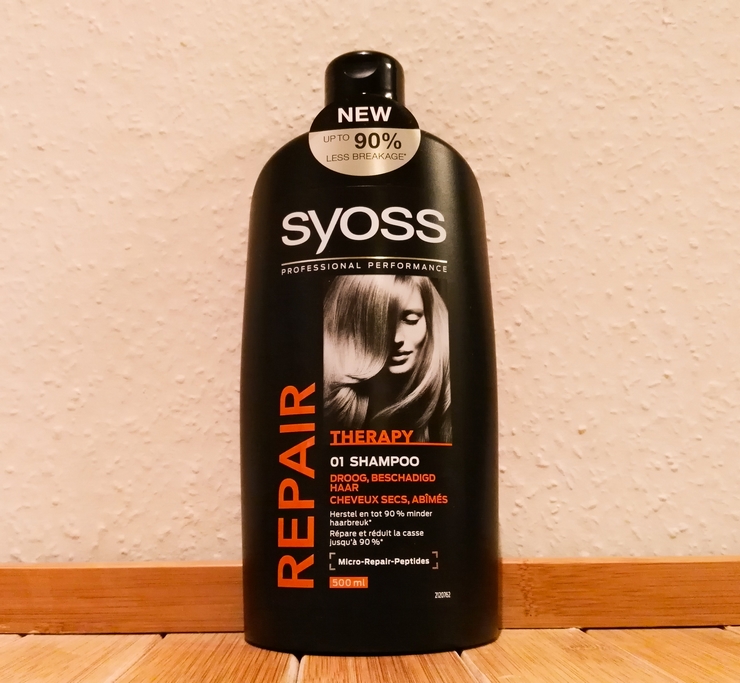 NEW
UP TO 90%
LESS BREAKAGE*
syoss
PROFESSIONAL PERFORMANCE
REPAIR
THERAPY
01 SHAMPOO
DROOG, BESCHADIGD
HAAR
CHEVEUX SECS, ABÎMÉS
Herstel en tot 90 % minder
haarbreuk*
Répare et réduit la casse
jusqu'à 90 %*
Micro-Repair-Peptides
500 ml
2120762